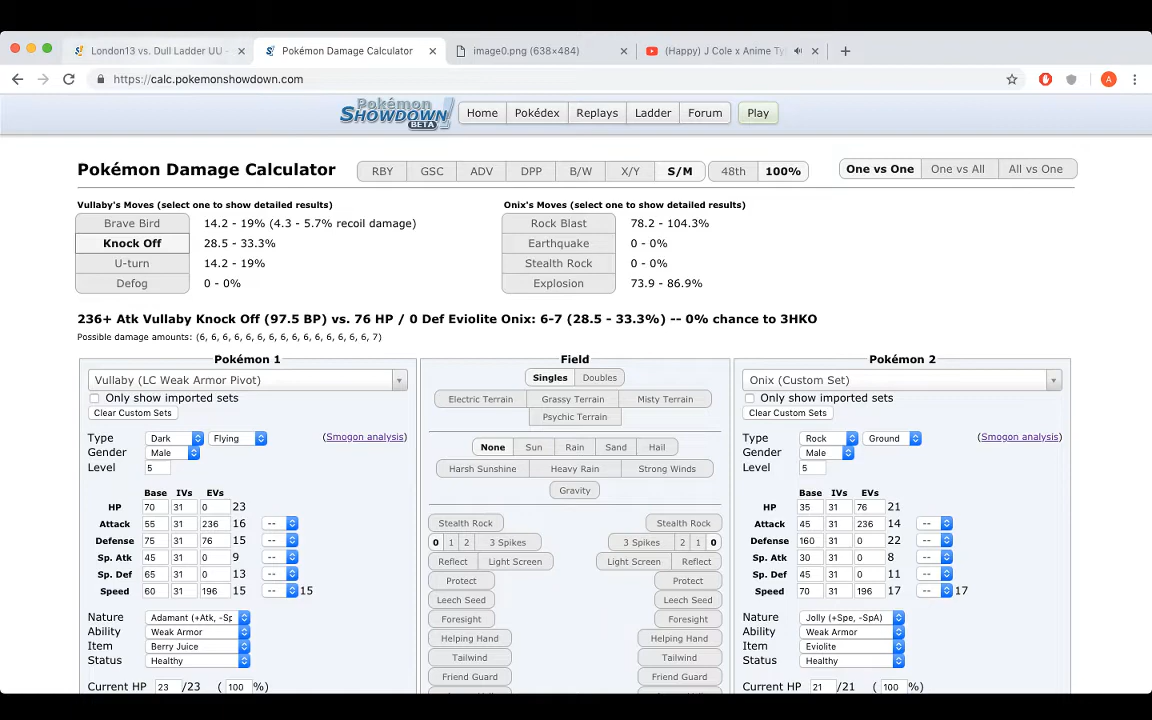 London13 vs. Dull Ladder UU -
Pokémon Damage Calculator
image0.png (638×484)
(Happy) J Cole x Anime Ty
https://calc.pokemonshowdown.com
A
Pokémon
SHOWDOWN!
BETA
Home Pokédex Replays Ladder Forum Play
Pokémon Damage Calculator
RBY GSC ADV DPP B/W X/Y S/M 48th 100%
One vs One One vs All All vs One
Vullaby's Moves (select one to show detailed results)
Brave Bird 14.2 - 19% (4.3 - 5.7% recoil damage)
Knock Off 28.5 - 33.3%
U-turn 14.2 - 19%
Defog 0 - 0%
Onix's Moves (select one to show detailed results)
Rock Blast 78.2 - 104.3%
Earthquake 0 - 0%
Stealth Rock 0 - 0%
Explosion 73.9 - 86.9%
236+ Atk Vullaby Knock Off (97.5 BP) vs. 76 HP / 0 Def Eviolite Onix: 6-7 (28.5 - 33.3%) -- 0% chance to 3HKO
Possible damage amounts: (6, 6, 6, 6, 6, 6, 6, 6, 6, 6, 6, 6, 6, 6, 6, 7)
Pokémon 1
Vullaby (LC Weak Armor Pivot)
Only show imported sets
Clear Custom Sets
Type Dark Flying (Smogon analysis)
Gender Male
Level 5
Base IVs EVs
HP 70 31 0 23
Attack 55 31 236 16 --
Defense 75 31 76 15 --
Sp. Atk 45 31 0 9 --
Sp. Def 65 31 0 13 --
Speed 60 31 196 15 -- 15
Nature Adamant (+Atk, -Sp
Ability Weak Armor
Item Berry Juice
Status Healthy
Current HP 23 /23 ( 100 %)
Field
Singles Doubles
Electric Terrain Grassy Terrain Misty Terrain
Psychic Terrain
None Sun Rain Sand Hail
Harsh Sunshine Heavy Rain Strong Winds
Gravity
Stealth Rock Stealth Rock
0 1 2 3 Spikes 3 Spikes 2 1 0
Reflect Light Screen Light Screen Reflect
Protect Protect
Leech Seed Leech Seed
Foresight Foresight
Helping Hand Helping Hand
Tailwind Tailwind
Friend Guard Friend Guard
Pokémon 2
Onix (Custom Set)
Only show imported sets
Clear Custom Sets
Type Rock Ground (Smogon analysis)
Gender Male
Level 5
Base IVs EVs
HP 35 31 76 21
Attack 45 31 236 14 --
Defense 160 31 0 22 --
Sp. Atk 30 31 0 8 --
Sp. Def 45 31 0 11 --
Speed 70 31 196 17 -- 17
Nature Jolly (+Spe, -SpA)
Ability Weak Armor
Item Eviolite
Status Healthy
Current HP 21 /21 ( 100 %)